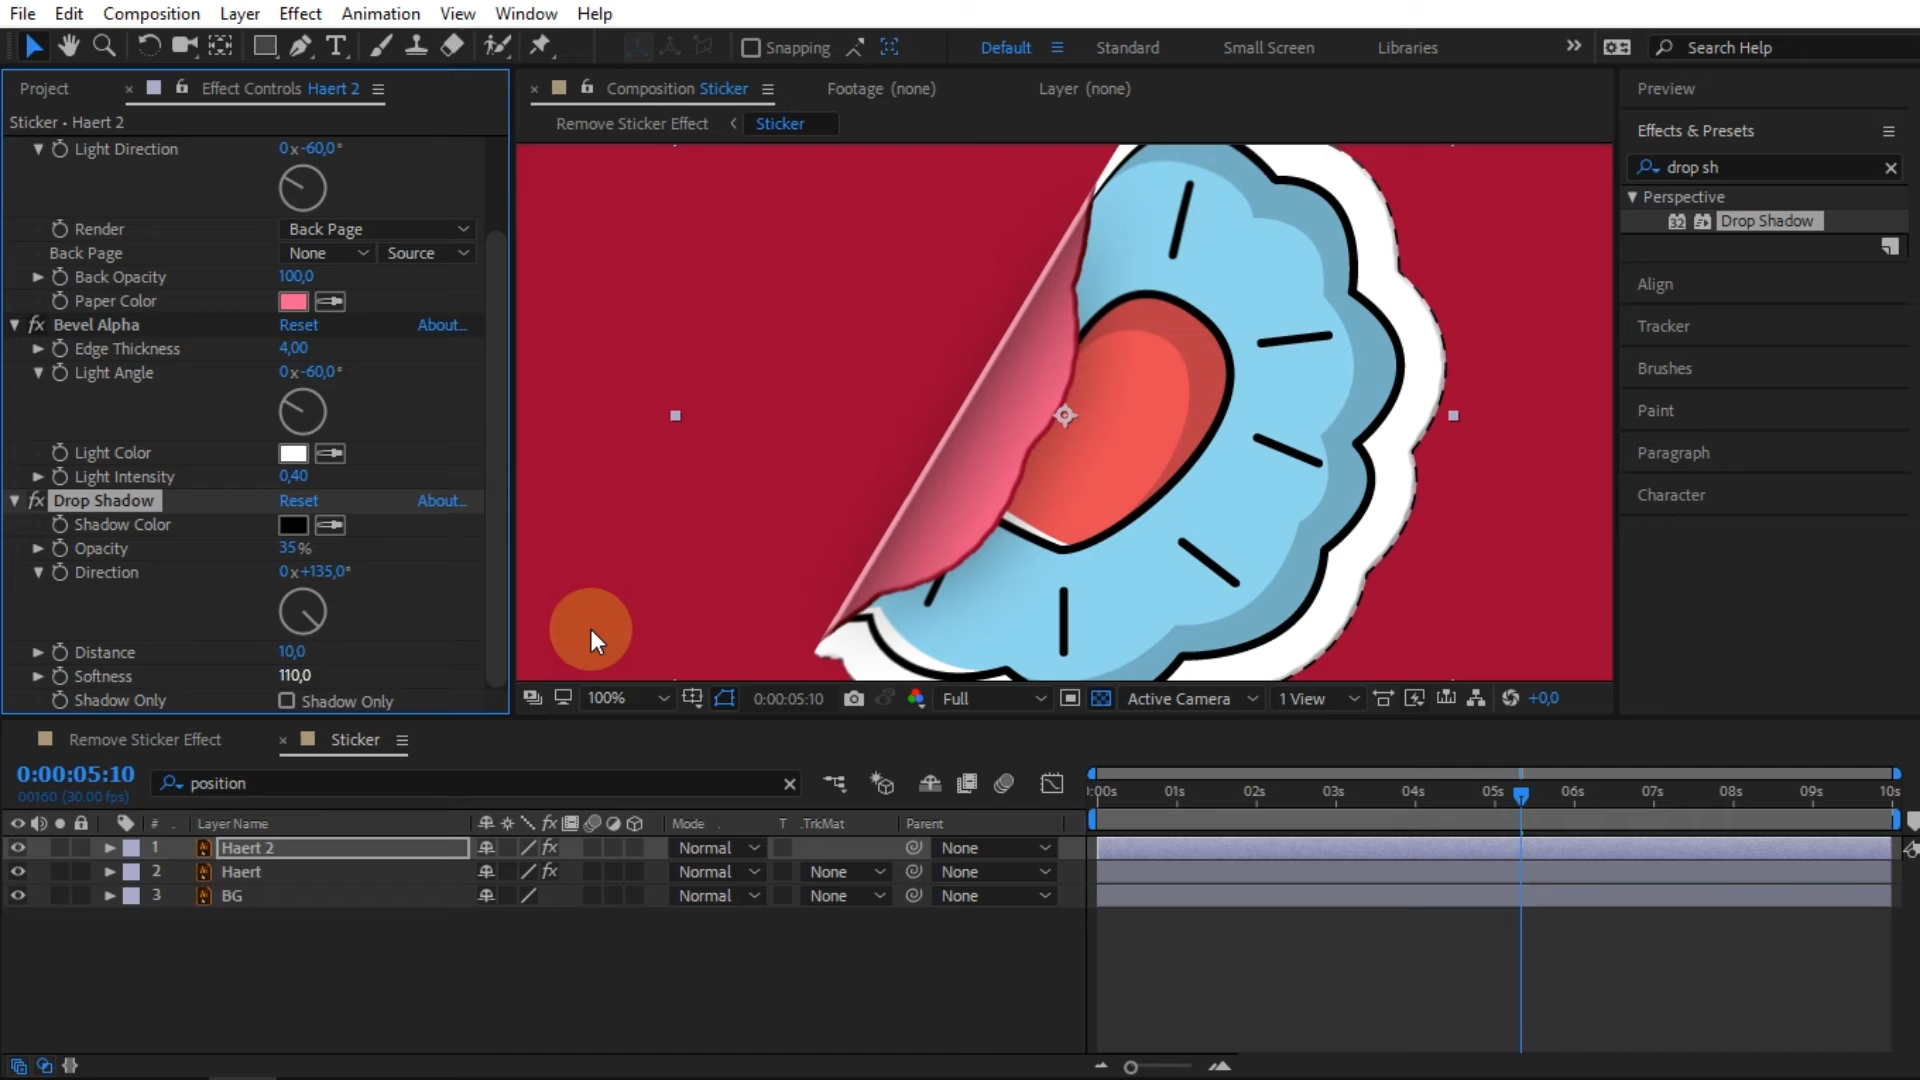 File Edit Composition Layer Effect Animation View Window Help
Snapping Default Standard Small Screen Libraries Search Help
Project Effect Controls Haert 2
Sticker • Haert 2
Light Direction 0x-60,0°
Render Back Page
Back Page None Source
Back Opacity 100,0
Paper Color
fx Bevel Alpha Reset About...
Edge Thickness 4,00
Light Angle 0x-60,0°
Light Color
Light Intensity 0,40
fx Drop Shadow Reset About...
Shadow Color
Opacity 35%
Direction 0x+135,0°
Distance 10,0
Softness 110,0
Shadow Only Shadow Only
Composition Sticker Footage (none) Layer (none)
Remove Sticker Effect Sticker
100% 0:00:05:10 Full Active Camera 1 View +0,0
Preview
Effects & Presets
drop sh
Perspective
32 Drop Shadow
Align
Tracker
Brushes
Paint
Paragraph
Character
Remove Sticker Effect Sticker
0:00:05:10
00160 (30.00 fps)
position
:00s 01s 02s 03s 04s 05s 06s 07s 08s 09s 10s
# Layer Name fx Mode T .TrkMat Parent
1 Haert 2 fx Normal None
2 Haert fx Normal None None
3 BG Normal None None